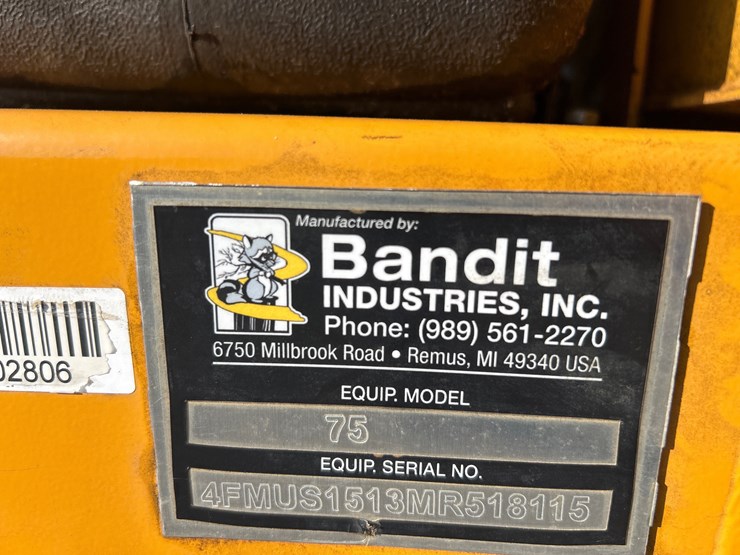 Manufactured by:
Bandit
INDUSTRIES, INC.
Phone: (989) 561-2270
6750 Millbrook Road • Remus, MI 49340 USA
EQUIP. MODEL
75
EQUIP. SERIAL NO.
4FMUS1513MR518115
02806